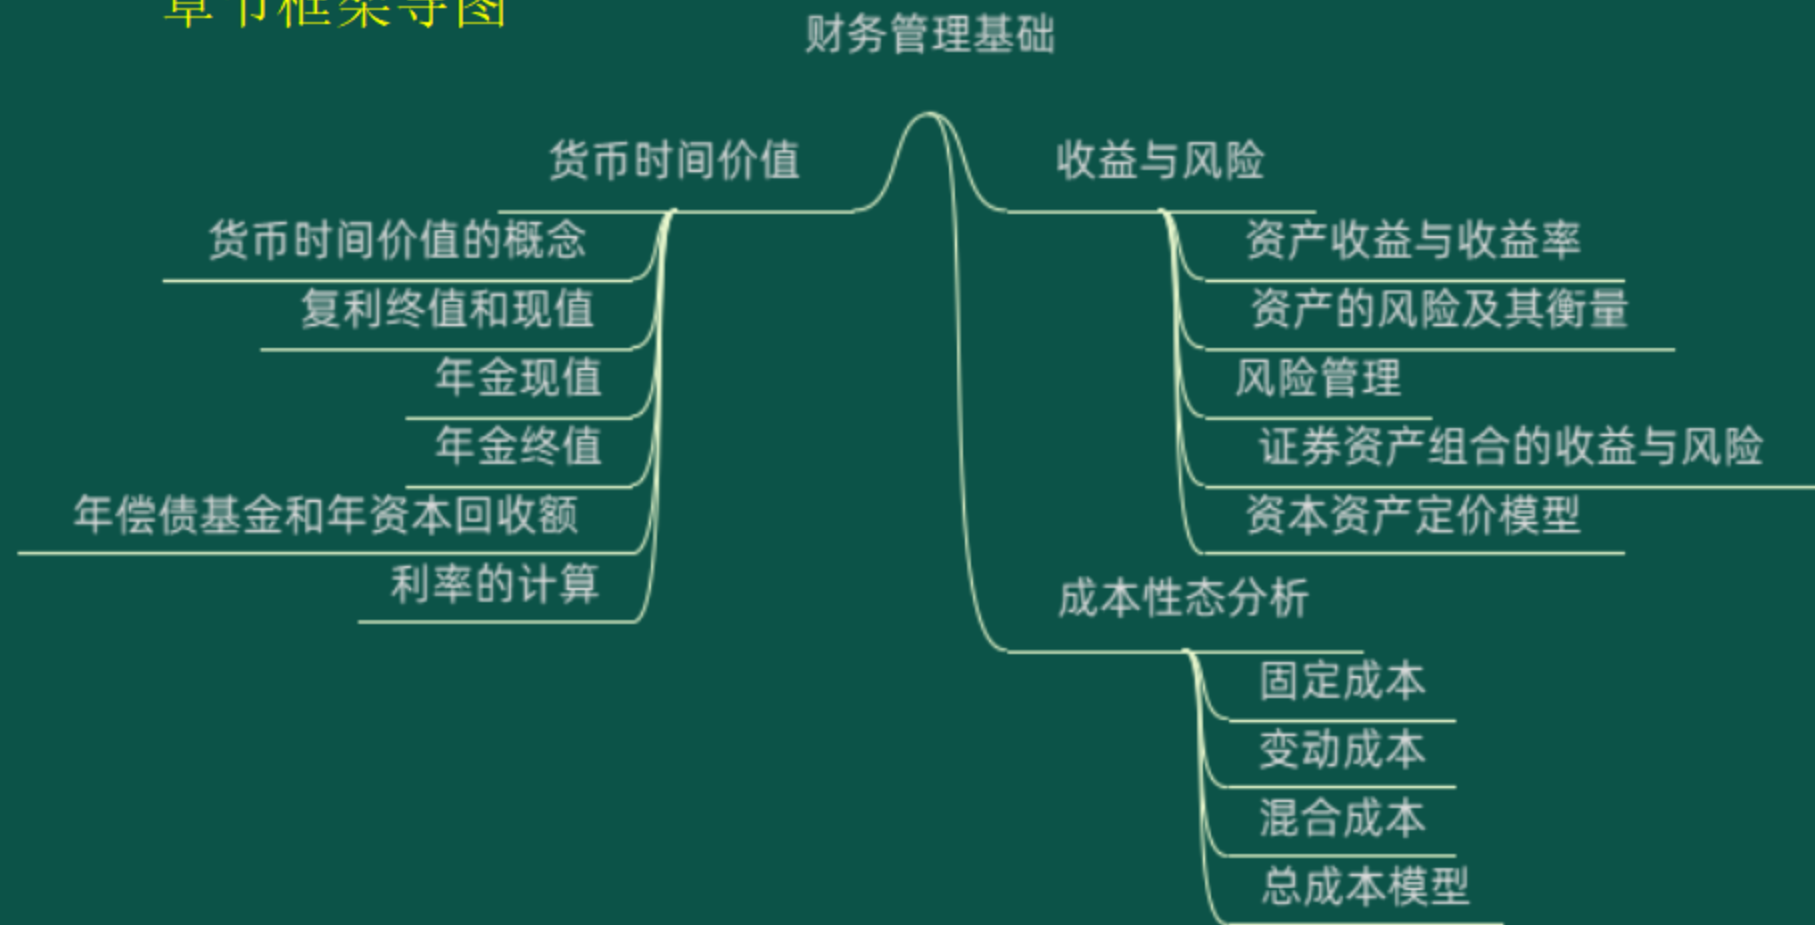 章节框架导图
财务管理基础
货币时间价值
货币时间价值的概念
复利终值和现值
年金现值
年金终值
年偿债基金和年资本回收额
利率的计算
收益与风险
资产收益与收益率
资产的风险及其衡量
风险管理
证券资产组合的收益与风险
资本资产定价模型
成本性态分析
固定成本
变动成本
混合成本
总成本模型